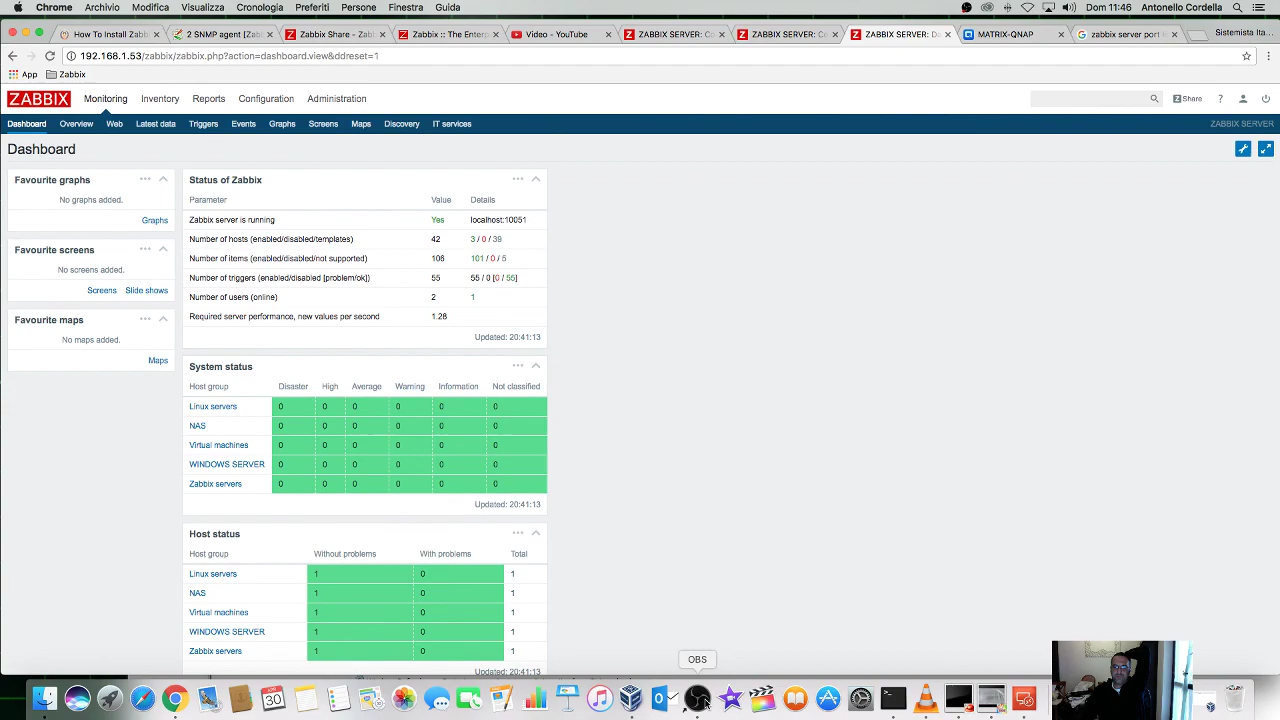 Chrome Archivio Modifica Visualizza Cronologia Preferiti Persone Finestra Guida Dom 11:46 Antonello Cordella
How To Install Zabbi 2 SNMP agent [Zabb Zabbix Share - Zabb Zabbix :: The Enterp Video - YouTube ZABBIX SERVER: Co ZABBIX SERVER: Co ZABBIX SERVER: Da MATRIX-QNAP zabbix server port Sistemista Ita...
192.168.1.53/zabbix/zabbix.php?action=dashboard.view&ddreset=1
App Zabbix
ZABBIX Monitoring Inventory Reports Configuration Administration Share ?
Dashboard Overview Web Latest data Triggers Events Graphs Screens Maps Discovery IT services ZABBIX SERVER
Dashboard
Favourite graphs
No graphs added.
Graphs
Favourite screens
No screens added.
Screens Slide shows
Favourite maps
No maps added.
Maps
Status of Zabbix
Parameter Value Details
Zabbix server is running Yes localhost:10051
Number of hosts (enabled/disabled/templates) 42 3 / 0 / 39
Number of items (enabled/disabled/not supported) 106 101 / 0 / 5
Number of triggers (enabled/disabled [problem/ok]) 55 55 / 0 [0 / 55]
Number of users (online) 2 1
Required server performance, new values per second 1.28
Updated: 20:41:13
System status
Host group Disaster High Average Warning Information Not classified
Linux servers 0 0 0 0 0 0
NAS 0 0 0 0 0 0
Virtual machines 0 0 0 0 0 0
WINDOWS SERVER 0 0 0 0 0 0
Zabbix servers 0 0 0 0 0 0
Updated: 20:41:13
Host status
Host group Without problems With problems Total
Linux servers 1 0 1
NAS 1 0 1
Virtual machines 1 0 1
WINDOWS SERVER 1 0 1
Zabbix servers 1 0 1
Updated: 20:41:13
OBS
30